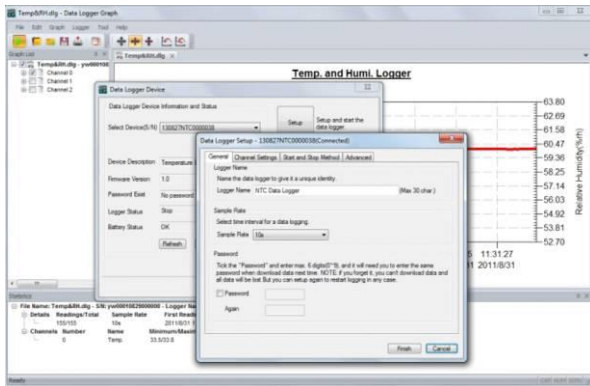 Temp&RH.dlg - Data Logger Graph
File Edit Graph Logger Tool Help
Graph List
Temp&RH.dlg
Temp&RH.dlg - yw000108
Channel 0
Channel 1
Channel 2
Temp. and Humi. Logger
63.80
62.69
61.58
60.47
59.36
58.25
57.14
56.03
54.92
53.81
52.70
Relative Humidity(%rh)
11:31:27
2011/8/31
Data Logger Device
Data Logger Device Information and Status
Select Device(S-N) 130827NTC0000038
Setup
Setup and start the
data logger.
Device Description Temperature
Firmware Version 1.0
Password Exist No password
Logger Status Stop
Battery Status OK
Refresh
Data Logger Setup - 130827NTC0000038(Connected)
General Channel Settings Start and Stop Method Advanced
Logger Name
Name the data logger to give it a unique identity.
Logger Name NTC Data Logger (Max 30 char.)
Sample Rate
Select time interval for a data logging.
Sample Rate 10s
Password
Tick the "Password" and enter max. 6 digits(0~9), and it will need you to enter the same
password when download data next time. NOTE: if you forget it, you can't download data and
all data will be lost.But you can setup again to restart logging in any case.
Password
Again
Finish Cancel
Statistics
File Name: Temp&RH.dlg - S/N: yw00010820000006 - Logger Na
Details Readings/Total Sample Rate First Readi
155/155 10s 2011/8/31 1
Channels Number Name Minimum/Maxim
0 Temp. 33.5/33.8
Ready
CAP NUM SCRL